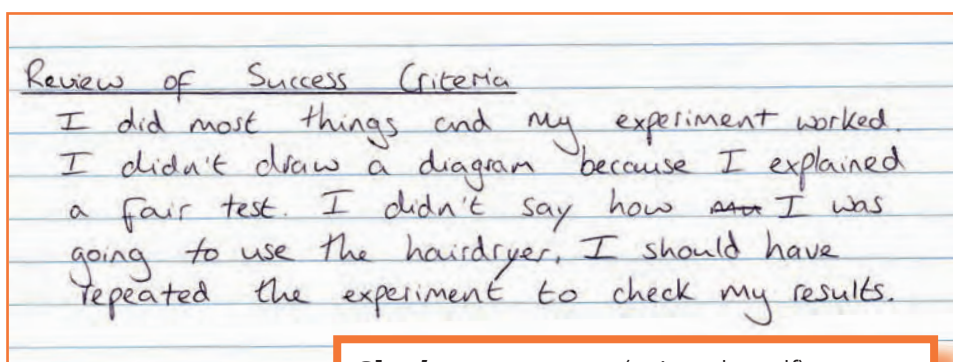 Review of Success Criteria
I did most things and my experiment worked.
I didn't draw a diagram because I explained
a fair test. I didn't say how I was
going to use the hairdryer. I should have
repeated the experiment to check my results.